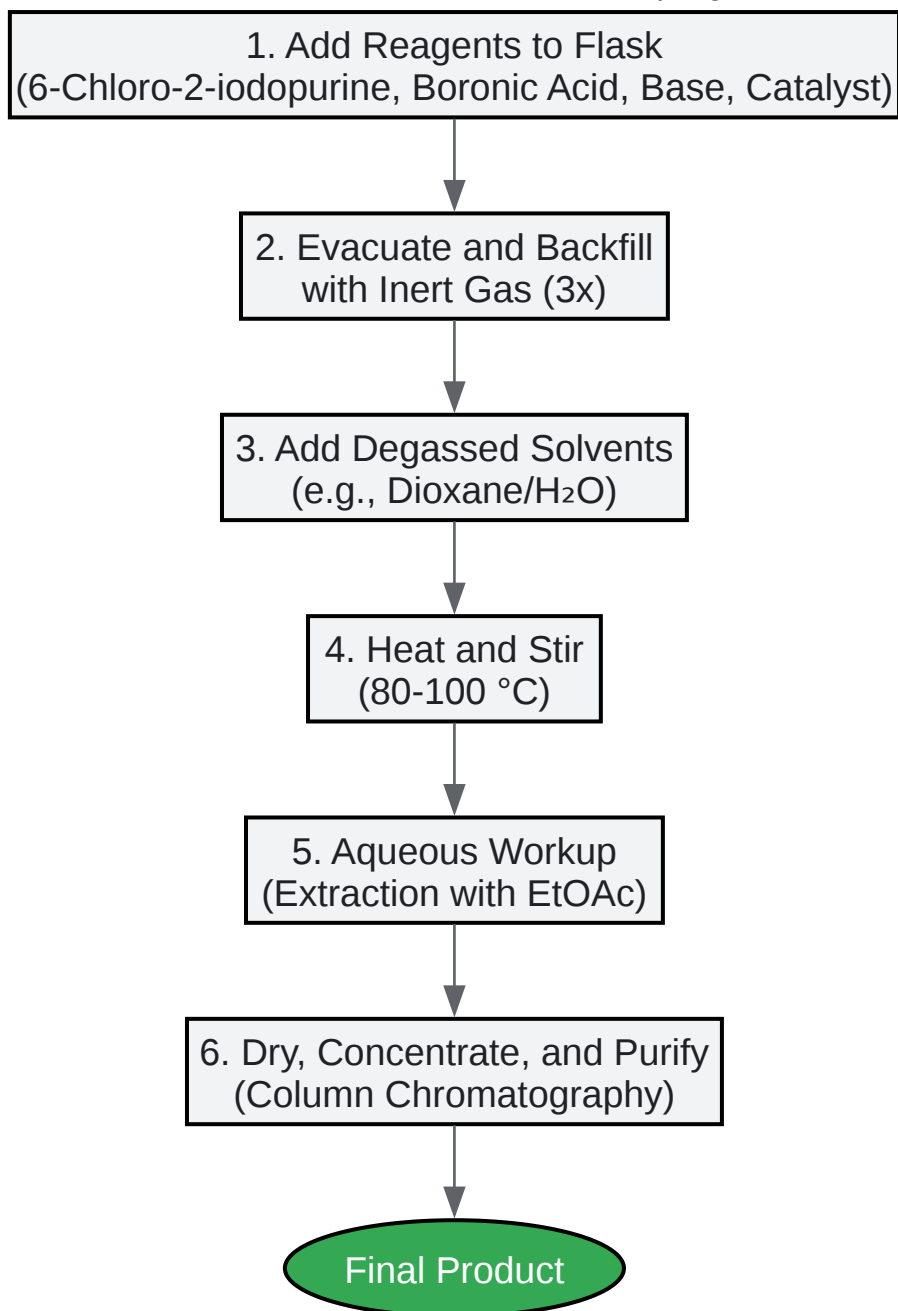 1. Add Reagents to Flask
(6-Chloro-2-iodopurine, Boronic Acid, Base, Catalyst)
2. Evacuate and Backfill
with Inert Gas (3x)
3. Add Degassed Solvents
(e.g., Dioxane/H₂O)
4. Heat and Stir
(80-100 °C)
5. Aqueous Workup
(Extraction with EtOAc)
6. Dry, Concentrate, and Purify
(Column Chromatography)
Final Product